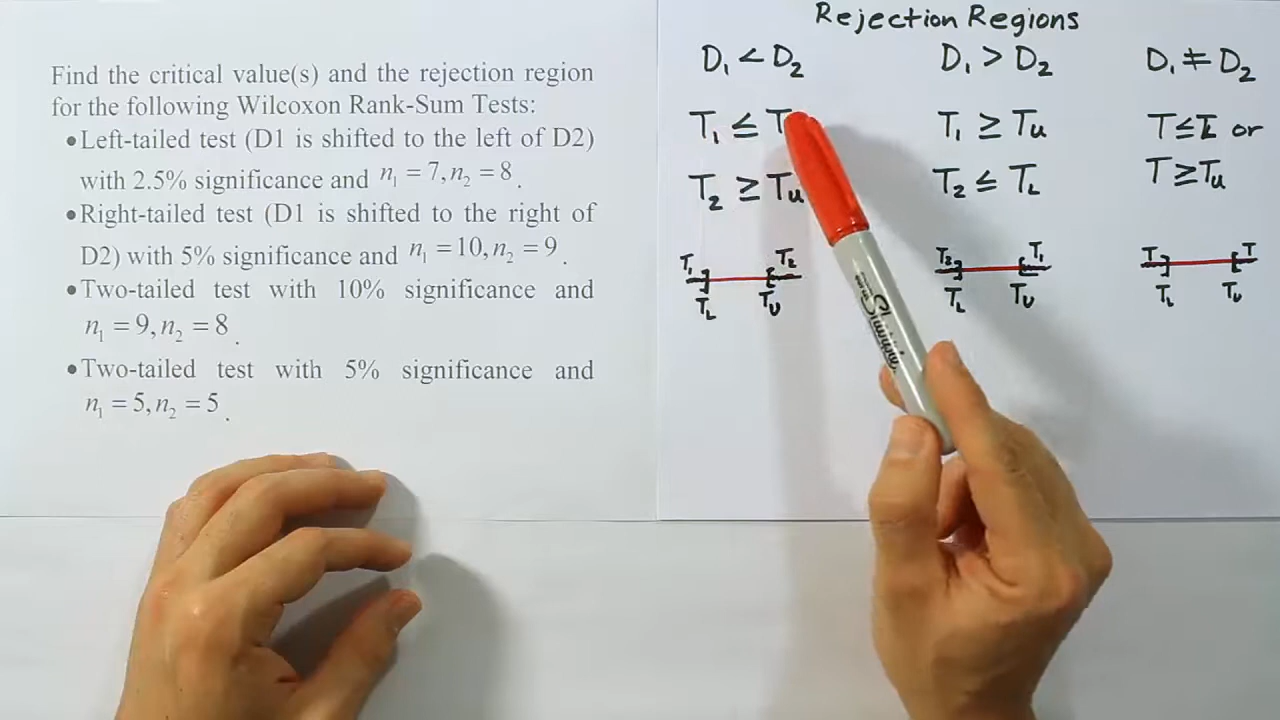 Find the critical value(s) and the rejection region
for the following Wilcoxon Rank-Sum Tests:
•Left-tailed test (D1 is shifted to the left of D2)
with 2.5% significance and n₁ = 7, n₂ = 8 .
•Right-tailed test (D1 is shifted to the right of
D2) with 5% significance and n₁ = 10, n₂ = 9 .
•Two-tailed test with 10% significance and
n₁ = 9, n₂ = 8 .
•Two-tailed test with 5% significance and
n₁ = 5, n₂ = 5 .
Rejection Regions
D₁ < D₂
T₁ ≤ T
T₂ ≥ Tu
T₁ T₂
TL TU
D₁ > D₂
T₁ ≥ Tu
T₂ ≤ TL
T₂ T₁
TL TU
D₁ ≠ D₂
T ≤ TL or
T ≥ Tu
T T
TL TU
Sharpie